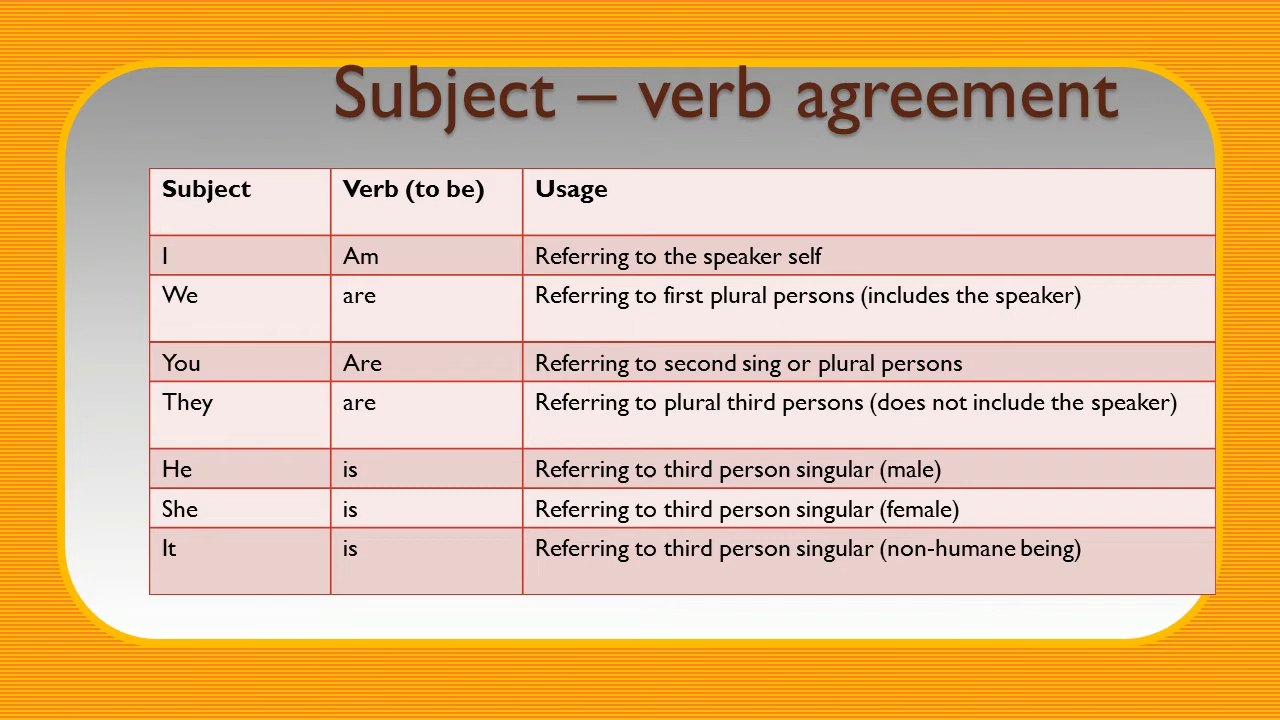 Subject – verb agreement
Subject Verb (to be) Usage
I Am Referring to the speaker self
We are Referring to first plural persons (includes the speaker)
You Are Referring to second sing or plural persons
They are Referring to plural third persons (does not include the speaker)
He is Referring to third person singular (male)
She is Referring to third person singular (female)
It is Referring to third person singular (non-humane being)